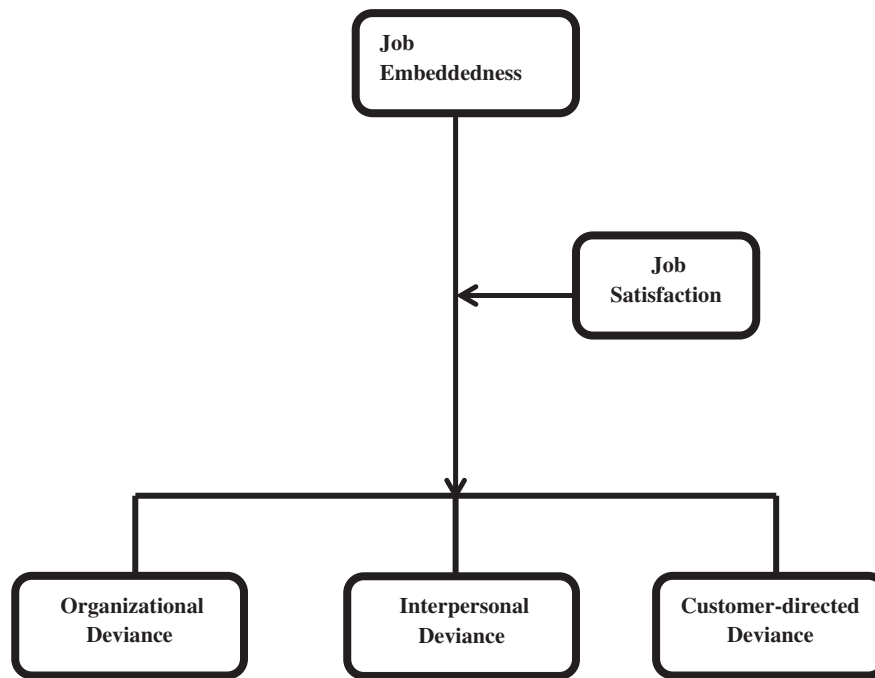 Job
Embeddedness
Job
Satisfaction
Organizational
Deviance
Interpersonal
Deviance
Customer-directed
Deviance